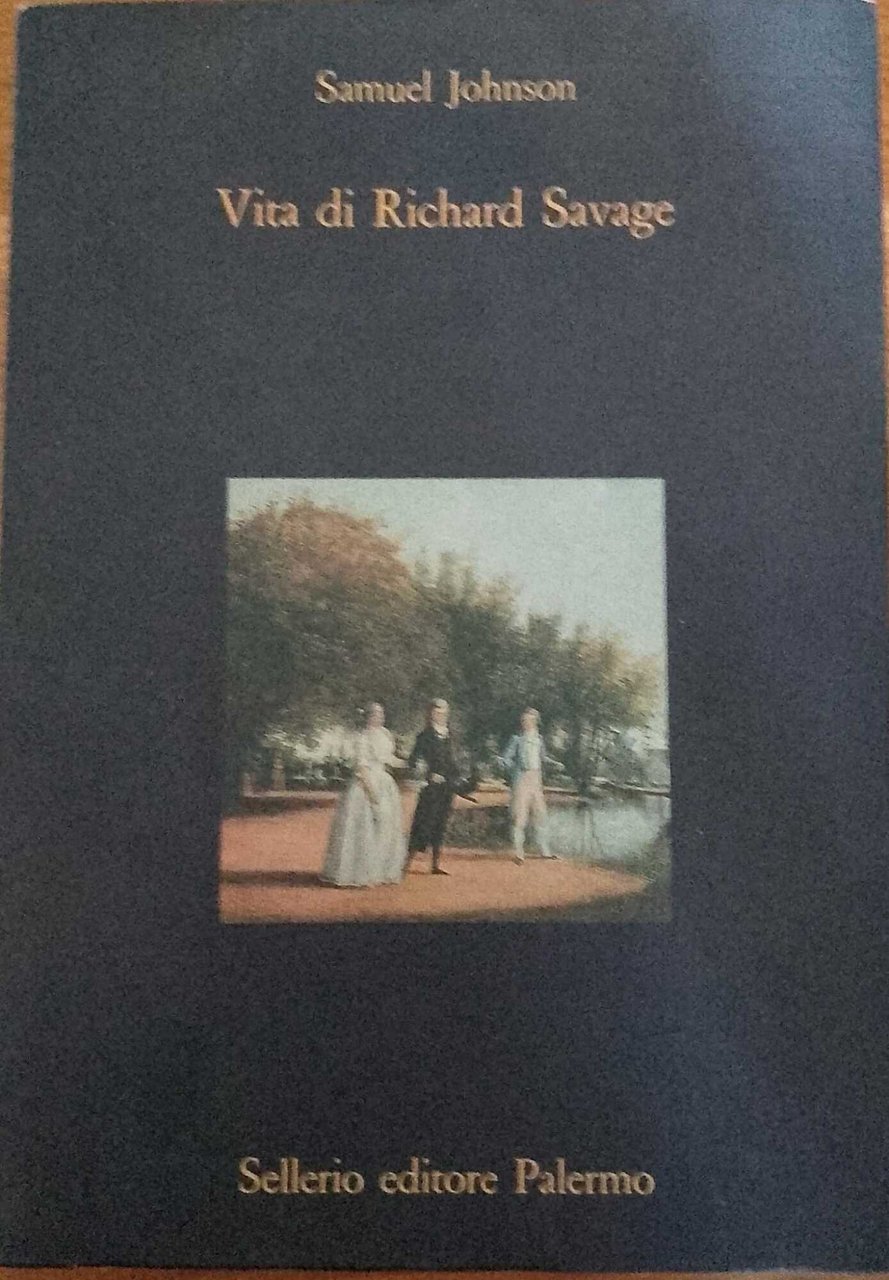 Samuel Johnson
Vita di Richard Savage
Sellerio editore Palermo